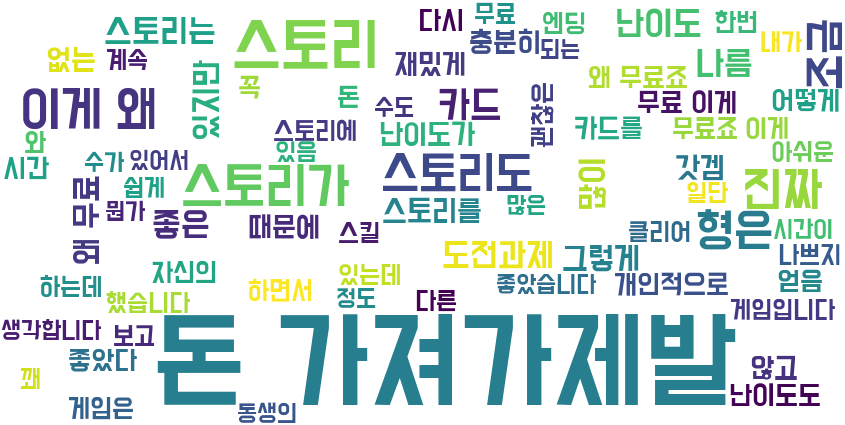 스토리는
없는
계속
스토리
꼭
다시
무료
엔딩
난이도
한번
내가
조금
충분히
되는
재밌게
나름
왜 무료죠
이게 왜
있지만
돈
수도
카드
괜찮은
무료 이게
어떻게
와
시간
수가
있어서
스토리에
있음
난이도가
카드를
무료죠 이게
아쉬운
쉽게
뭔가
왜 무료
좋은
스토리가
스토리도
스토리를
많은
많이
갓겜
일단
진짜
때문에
스킬
형은
클리어
시간이
나쁘지
하는데
자신의
있는데
도전과제
그렇게
얻음
했습니다
하면서
정도
좋았습니다
다른
개인적으로
게임입니다
생각합니다
보고
좋았다
꽤
돈 가져가제발
않고
난이도도
게임은
동생의